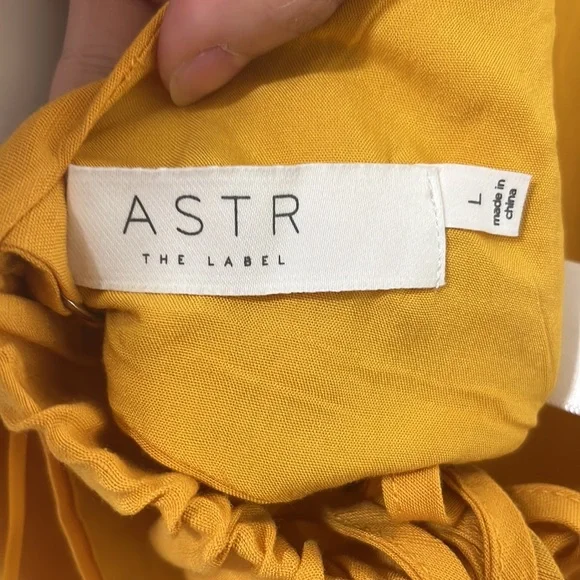 ASTR
THE LABEL
L
made in
china